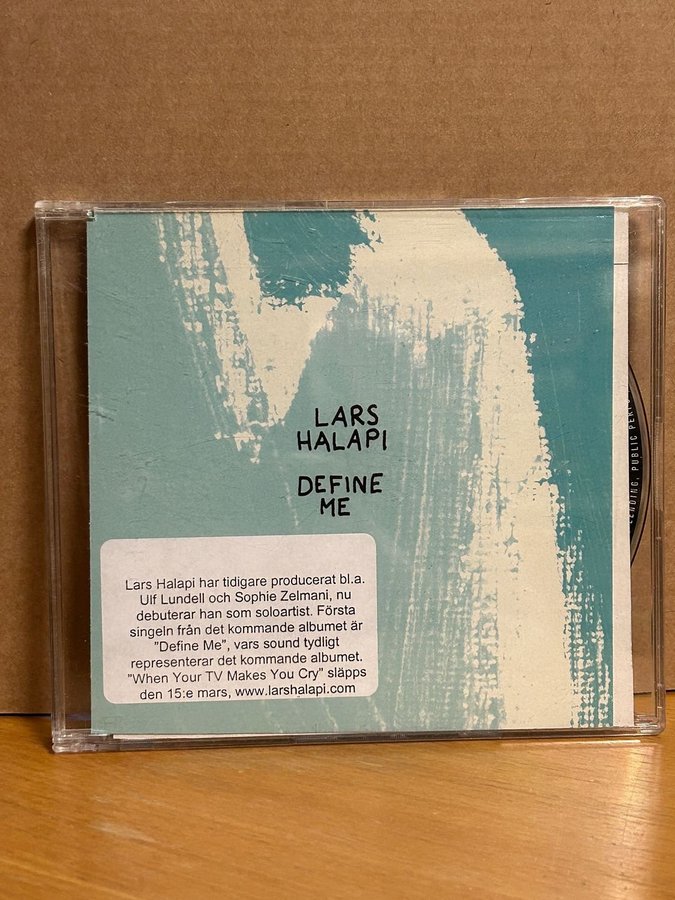 LARS
HALAPI
DEFINE
ME
LENDING, PUBLIC
Lars Halapi har tidigare producerat bl.a.
Ulf Lundell och Sophie Zelmani, nu
debuterar han som soloartist. Första
singeln från det kommande albumet är
"Define Me", vars sound tydligt
representerar det kommande albumet.
"When Your TV Makes You Cry" släpps
den 15:e mars, www.larshalapi.com